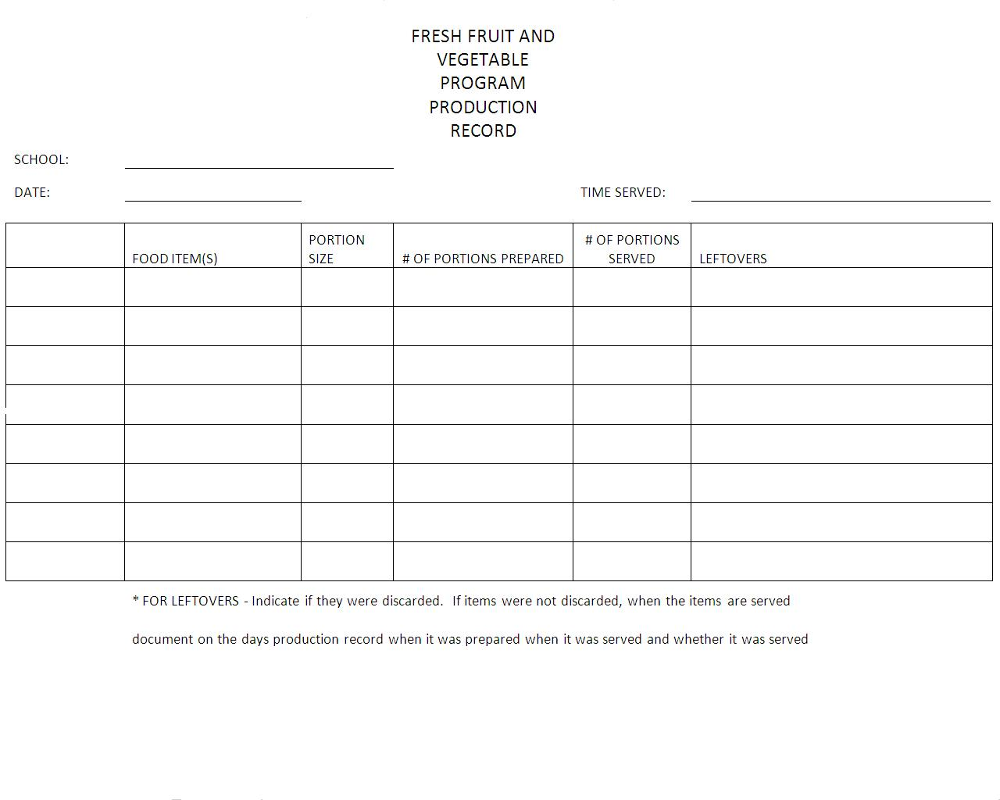 FRESH FRUIT AND
VEGETABLE
PROGRAM
PRODUCTION
RECORD
SCHOOL:
DATE:
TIME SERVED:
FOOD ITEM(S)
PORTION
SIZE
# OF PORTIONS PREPARED
# OF PORTIONS
SERVED
LEFTOVERS
* FOR LEFTOVERS - Indicate if they were discarded.  If items were not discarded, when the items are served
document on the days production record when it was prepared when it was served and whether it was served